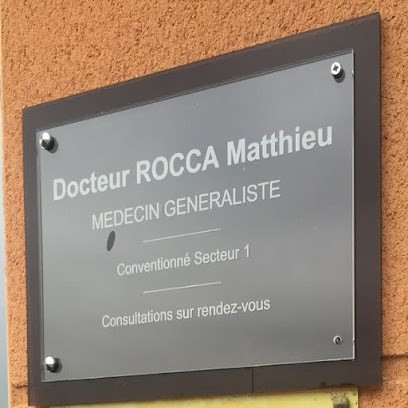 Docteur ROCCA Matthieu
MEDECIN GENERALISTE
Conventionné Secteur 1
Consultations sur rendez-vous